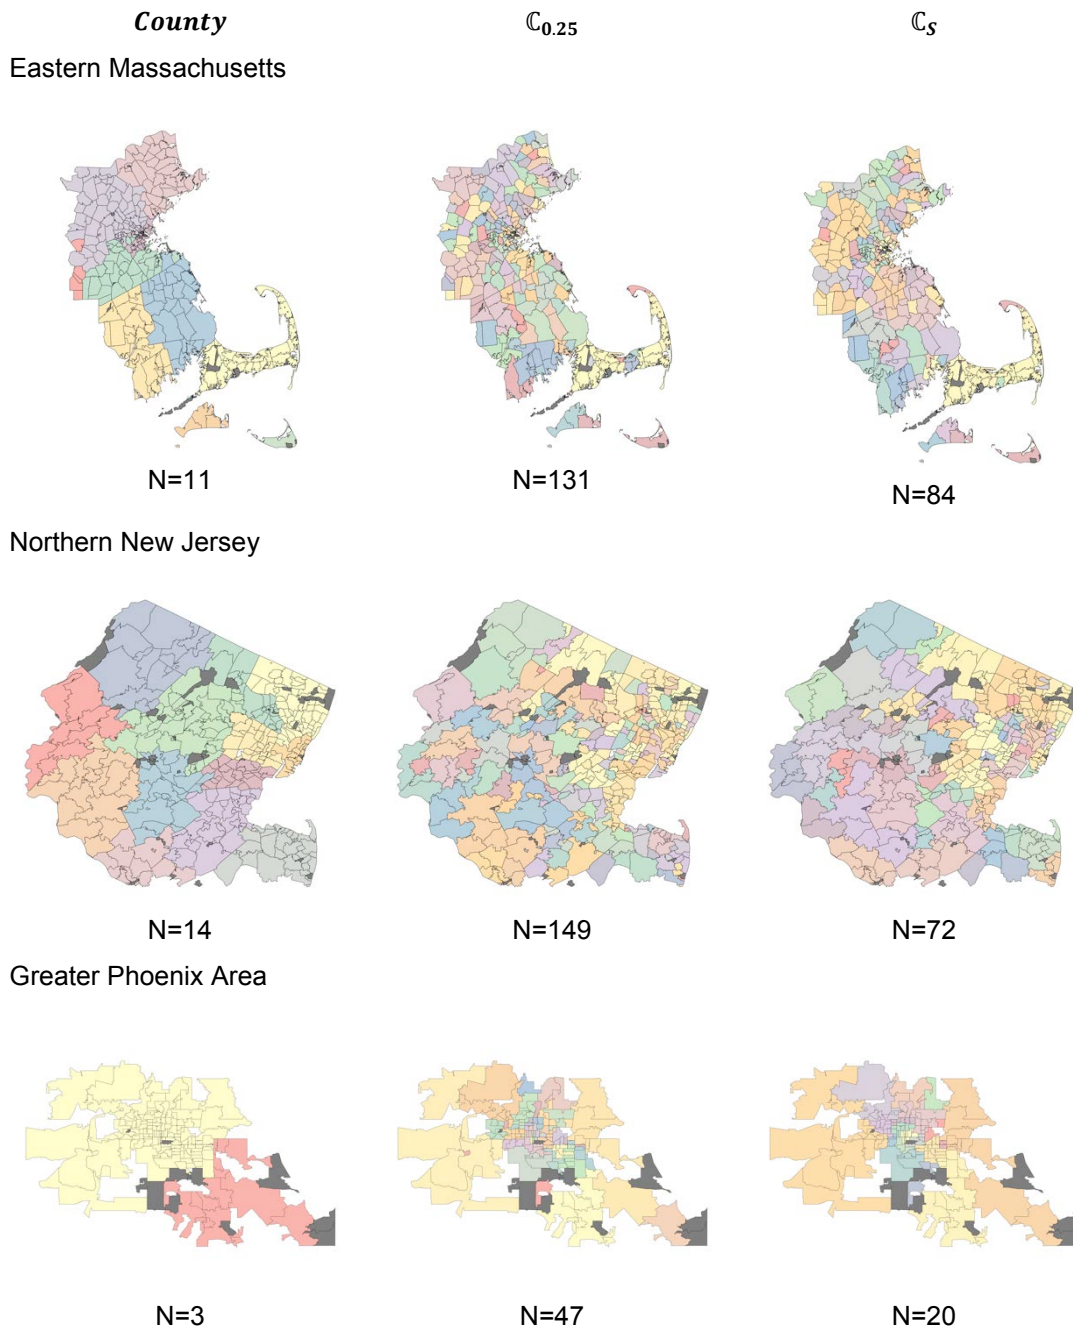 County ℂ0.25 ℂS
Eastern Massachusetts
N=11 N=131 N=84
Northern New Jersey
N=14 N=149 N=72
Greater Phoenix Area
N=3 N=47 N=20